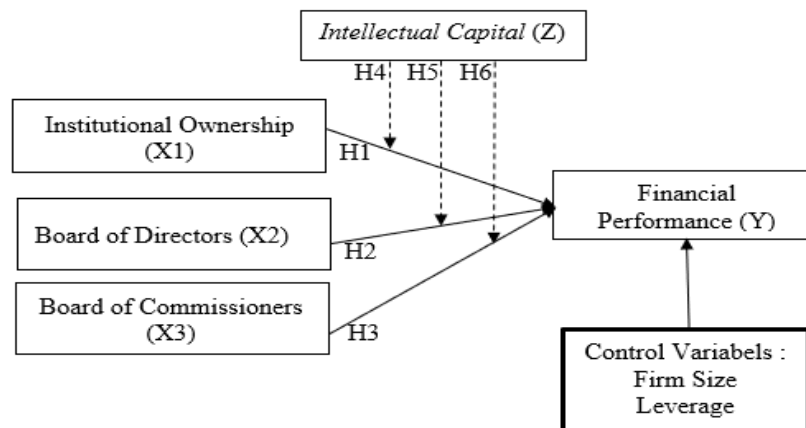 Intellectual Capital (Z)
H4
H5
H6
Institutional Ownership
(X1)
H1
Board of Directors (X2)
H2
Board of Commissioners
(X3)
H3
Financial
Performance (Y)
Control Variabels :
Firm Size
Leverage